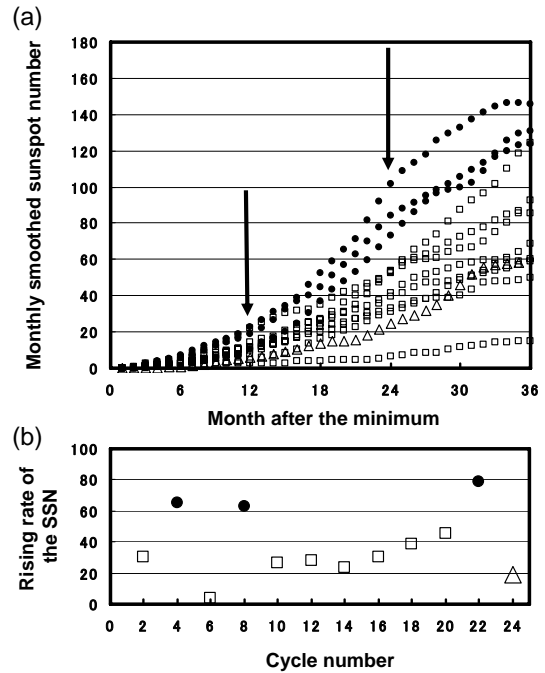 (a)
Monthly smoothed sunspot number
180
160
140
120
100
80
60
40
20
0
0 6 12 18 24 30 36
Month after the minimum
(b)
Rising rate of
the SSN
100
80
60
40
20
0
0 2 4 6 8 10 12 14 16 18 20 22 24
Cycle number